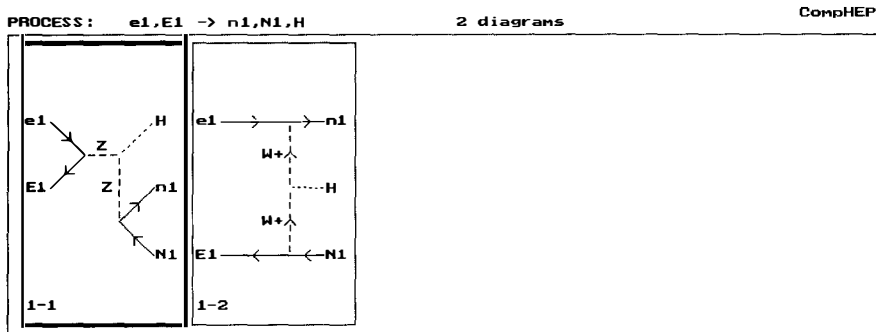 CompHEP
PROCESS: e1,E1 -> n1,N1,H 2 diagrams
e1 H e1 n1
Z W+
E1 Z n1 H
W+
N1 E1 N1
1-1 1-2